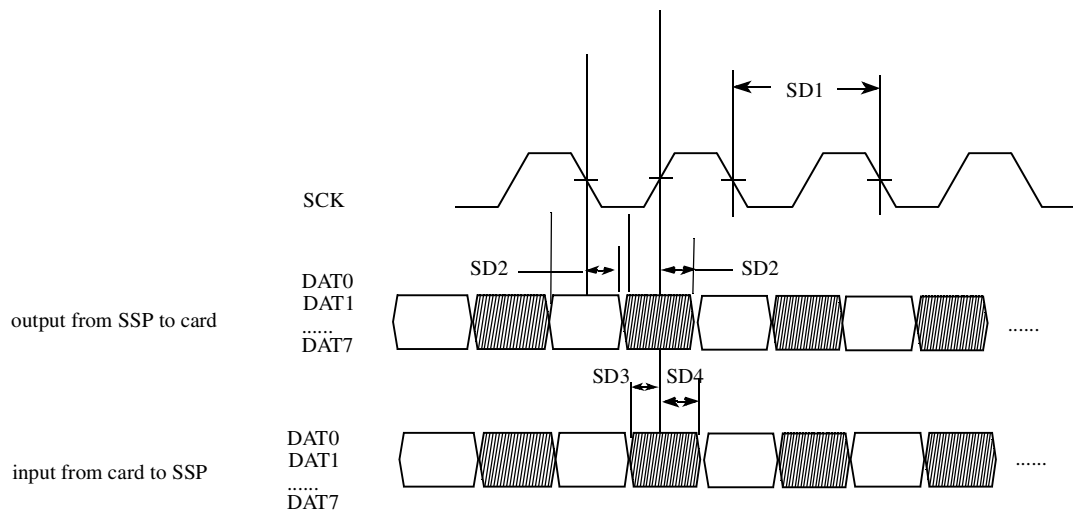 SD1
SCK
SD2
SD2
DAT0
DAT1
output from SSP to card
......
......
DAT7
SD3
SD4
DAT0
DAT1
input from card to SSP
......
......
DAT7